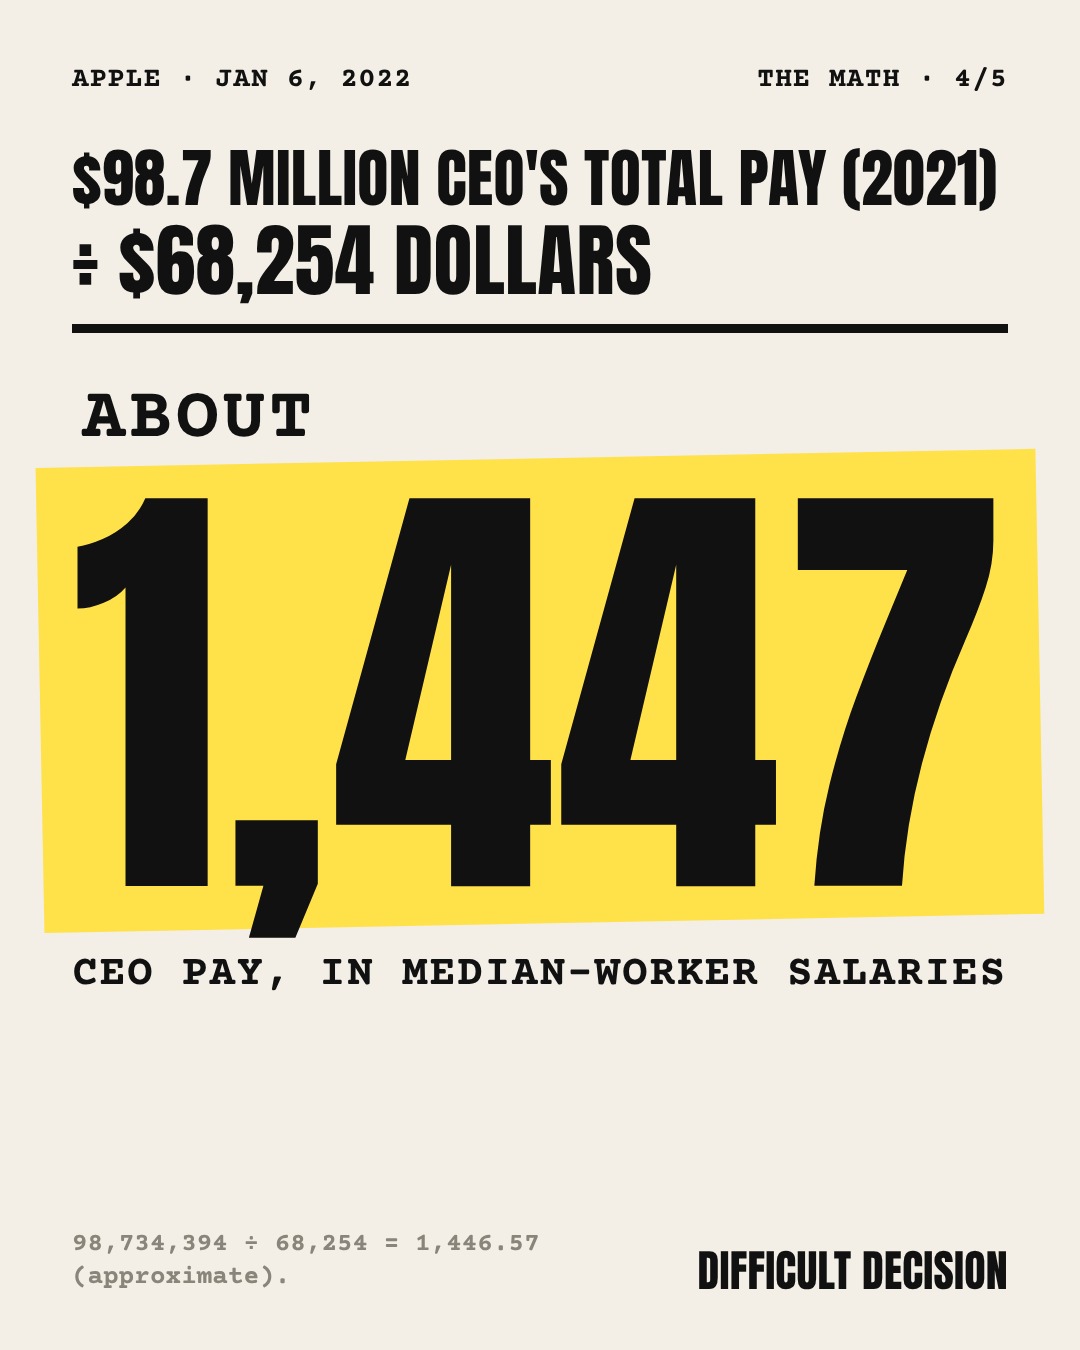 APPLE · JAN 6, 2022
THE MATH · 4/5
$98.7 MILLION CEO'S TOTAL PAY (2021)
÷ $68,254 DOLLARS
ABOUT
1,447
CEO PAY, IN MEDIAN-WORKER SALARIES
98,734,394 ÷ 68,254 = 1,446.57
(approximate).
DIFFICULT DECISION